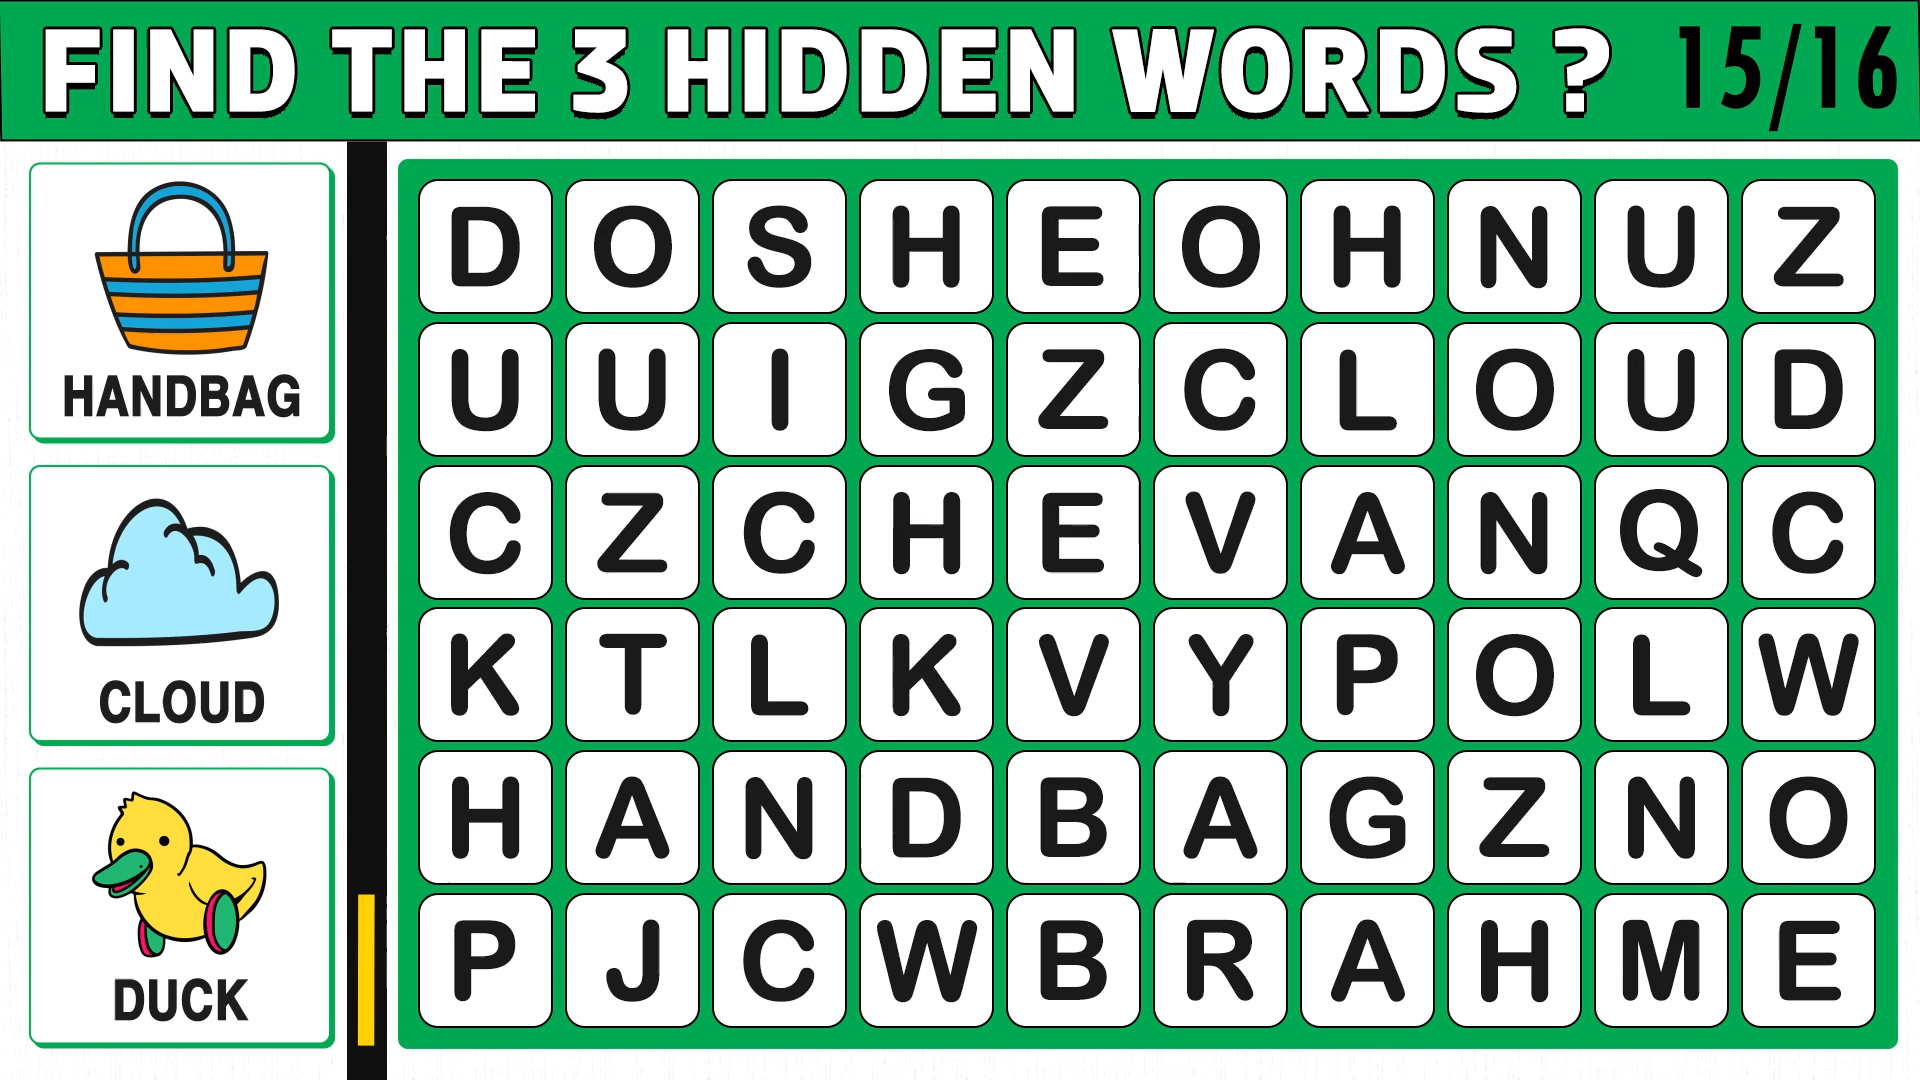 FIND THE 3 HIDDEN WORDS ? 15/16
HANDBAG
CLOUD
DUCK
D O S H E O H N U Z
U U I G Z C L O U D
C Z C H E V A N Q C
K T L K V Y P O L W
H A N D B A G Z N O
P J C W B R A H M E